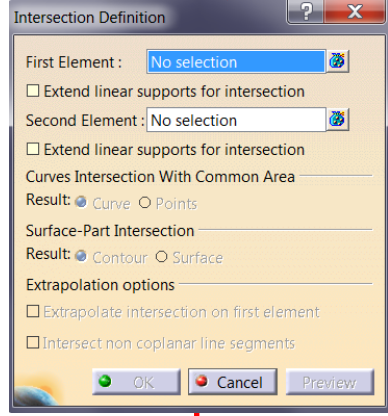 Intersection Definition ? X
First Element : No selection
Extend linear supports for intersection
Second Element : No selection
Extend linear supports for intersection
Curves Intersection With Common Area
Result: Curve Points
Surface-Part Intersection
Result: Contour Surface
Extrapolation options
Extrapolate intersection on first element
Intersect non coplanar line segments
OK Cancel Preview